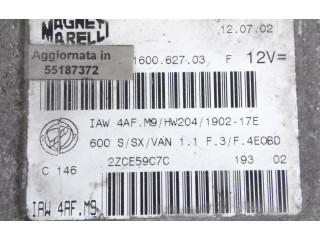 MAGNETI MARELLI
12.07.02
Aggiornata in
55187372
1600.627.03 F 12V=
IAW 4AF.M9/HW204/1902-17E
600 S/SX/VAN 1.1 F.3/F.4EOBD
2ZCE59C7C 193 02
C 146
IAW 4AF.M9